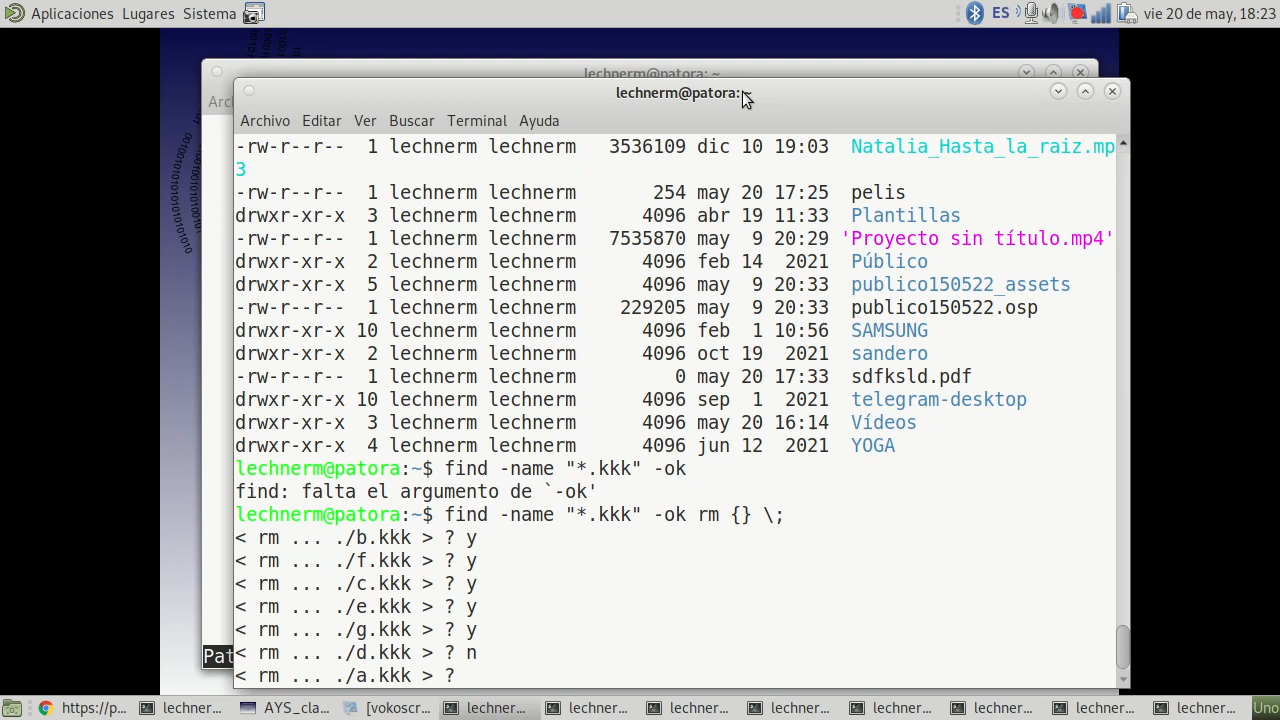 Aplicaciones Lugares Sistema
ES
vie 20 de may, 18:23
lechnerm@patora: ~
lechnerm@patora: ~
Archivo Editar Ver Buscar Terminal Ayuda
-rw-r--r--  1 lechnerm lechnerm   3536109 dic 10 19:03  Natalia_Hasta_la_raiz.mp
3
-rw-r--r--  1 lechnerm lechnerm       254 may 20 17:25  pelis
drwxr-xr-x  3 lechnerm lechnerm      4096 abr 19 11:33  Plantillas
-rw-r--r--  1 lechnerm lechnerm   7535870 may  9 20:29 'Proyecto sin título.mp4'
drwxr-xr-x  2 lechnerm lechnerm      4096 feb 14  2021  Público
drwxr-xr-x  5 lechnerm lechnerm      4096 may  9 20:33  publico150522_assets
-rw-r--r--  1 lechnerm lechnerm    229205 may  9 20:33  publico150522.osp
drwxr-xr-x 10 lechnerm lechnerm      4096 feb  1 10:56  SAMSUNG
drwxr-xr-x  2 lechnerm lechnerm      4096 oct 19  2021  sandero
-rw-r--r--  1 lechnerm lechnerm         0 may 20 17:33  sdfksld.pdf
drwxr-xr-x 10 lechnerm lechnerm      4096 sep  1  2021  telegram-desktop
drwxr-xr-x  3 lechnerm lechnerm      4096 may 20 16:14  Vídeos
drwxr-xr-x  4 lechnerm lechnerm      4096 jun 12  2021  YOGA
lechnerm@patora:~$ find -name "*.kkk" -ok
find: falta el argumento de `-ok'
lechnerm@patora:~$ find -name "*.kkk" -ok rm {} \;
< rm ... ./b.kkk > ? y
< rm ... ./f.kkk > ? y
< rm ... ./c.kkk > ? y
< rm ... ./e.kkk > ? y
< rm ... ./g.kkk > ? y
< rm ... ./d.kkk > ? n
< rm ... ./a.kkk > ?
https://p... lechner... AYS_cla... [vokoscr... lechner... lechner... lechner... lechner... lechner... lechner... lechner... lechner... Uno